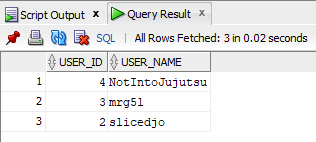 Script Output x Query Result x
SQL | All Rows Fetched: 3 in 0.02 seconds
USER_ID USER_NAME
1 4 NotIntoJujutsu
2 3 mrg5l
3 2 slicedjo